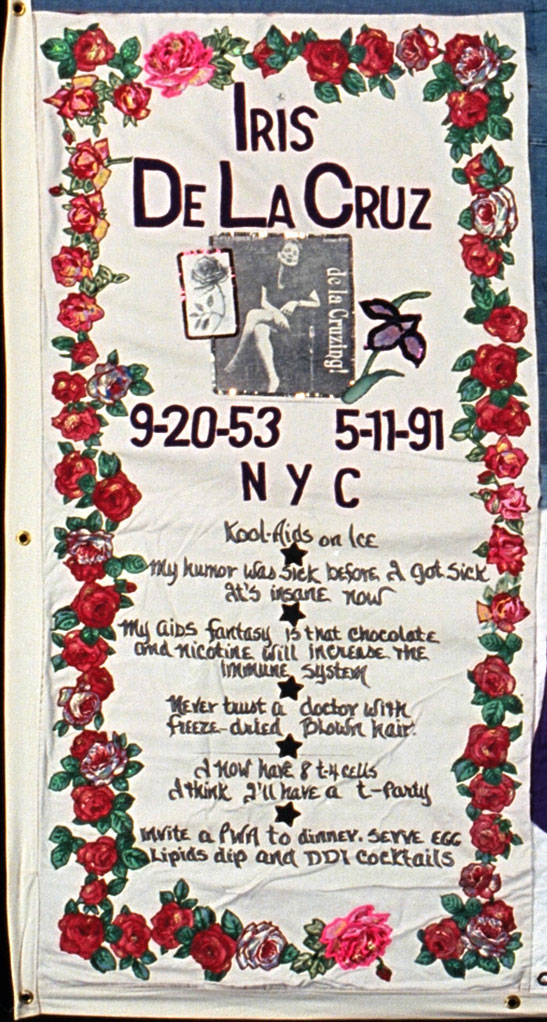 IRIS
DE LA CRUZ
de la Cruzing!
9-20-53 5-11-91
NYC
Kool-Aids on Ice
My humor was sick before I got sick
It's insane now
My AIDS fantasy is that chocolate
and nicotine will increase the
immune system
Never trust a doctor with
freeze-dried blown hair.
I now have 8 t-4 cells
I think I'll have a t-party
Invite a PWA to dinner. Serve egg
lipids dip and DDI cocktails